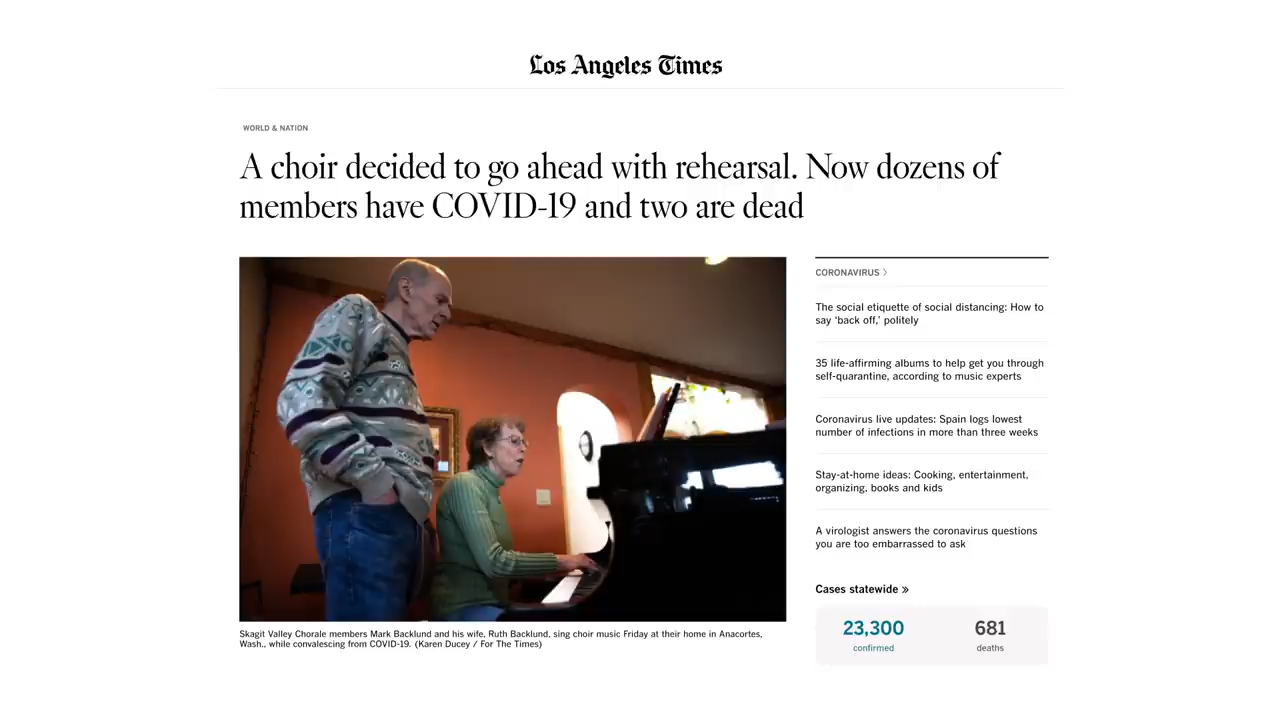 Los Angeles Times
WORLD & NATION
A choir decided to go ahead with rehearsal. Now dozens of
members have COVID-19 and two are dead
Skagit Valley Chorale members Mark Backlund and his wife, Ruth Backlund, sing choir music Friday at their home in Anacortes,
Wash., while convalescing from COVID-19. (Karen Ducey / For The Times)
CORONAVIRUS >
The social etiquette of social distancing: How to
say ‘back off,’ politely
35 life-affirming albums to help get you through
self-quarantine, according to music experts
Coronavirus live updates: Spain logs lowest
number of infections in more than three weeks
Stay-at-home ideas: Cooking, entertainment,
organizing, books and kids
A virologist answers the coronavirus questions
you are too embarrassed to ask
Cases statewide »
23,300 681
confirmed deaths